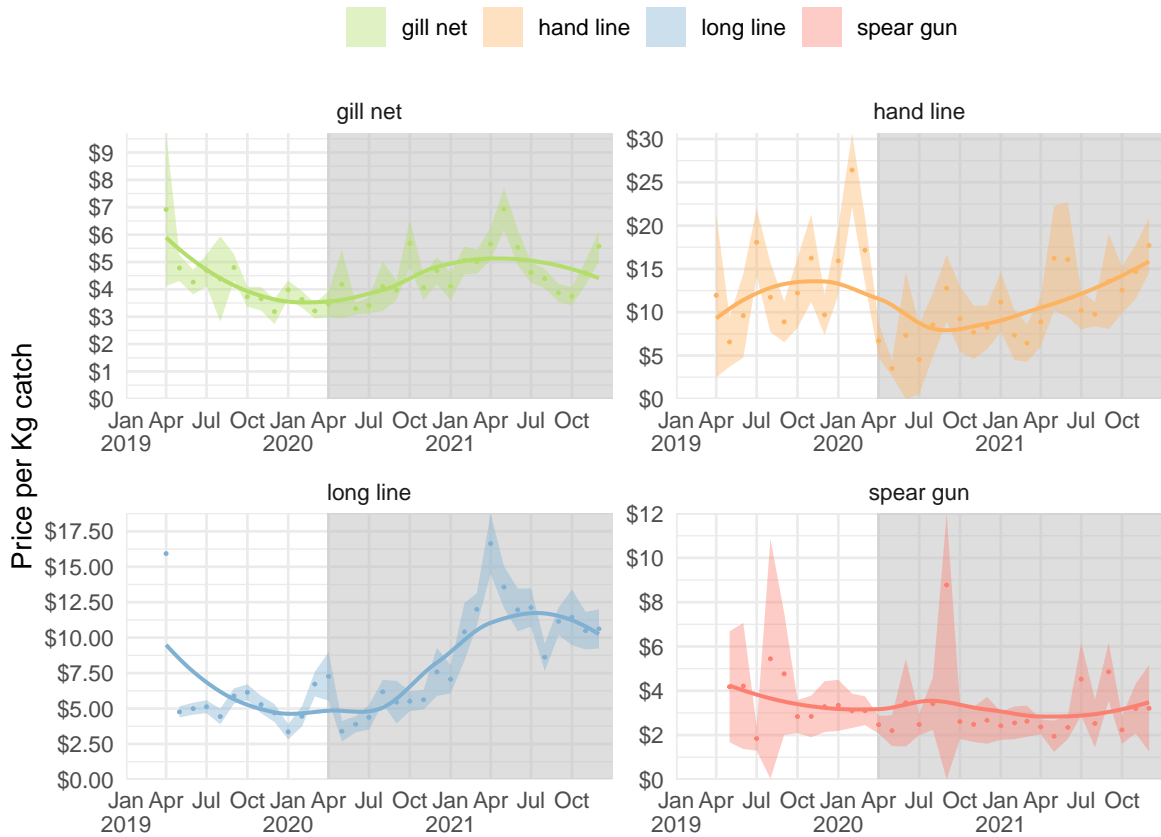 gill net hand line long line spear gun
Price per Kg catch
gill net
$9
$8
$7
$6
$5
$4
$3
$2
$1
$0
Jan Apr Jul Oct Jan Apr Jul Oct Jan Apr Jul Oct
2019 2020 2021
hand line
$30
$25
$20
$15
$10
$5
$0
Jan Apr Jul Oct Jan Apr Jul Oct Jan Apr Jul Oct
2019 2020 2021
long line
$17.50
$15.00
$12.50
$10.00
$7.50
$5.00
$2.50
$0.00
Jan Apr Jul Oct Jan Apr Jul Oct Jan Apr Jul Oct
2019 2020 2021
spear gun
$12
$10
$8
$6
$4
$2
$0
Jan Apr Jul Oct Jan Apr Jul Oct Jan Apr Jul Oct
2019 2020 2021